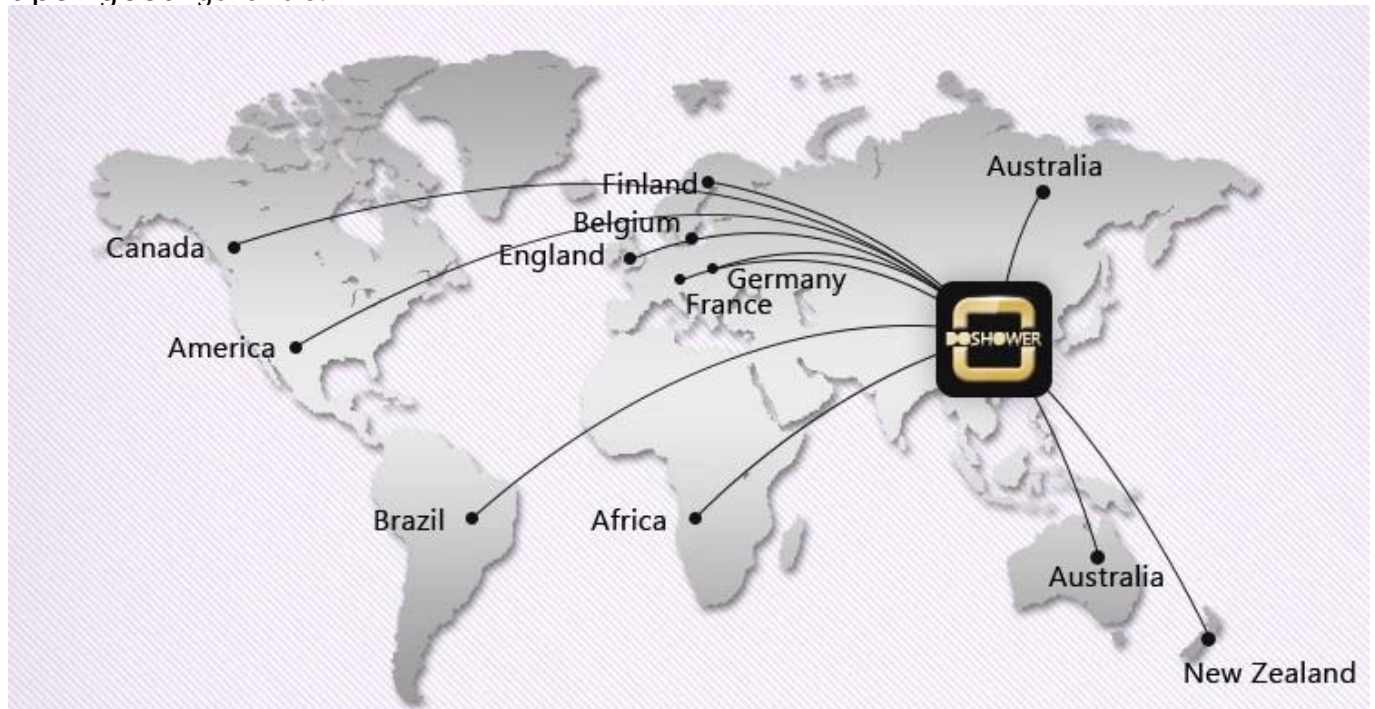 Australia
Finland
Belgium
Canada
England
Germany
France
DOSHOWER
America
Brazil
Africa
Australia
New Zealand